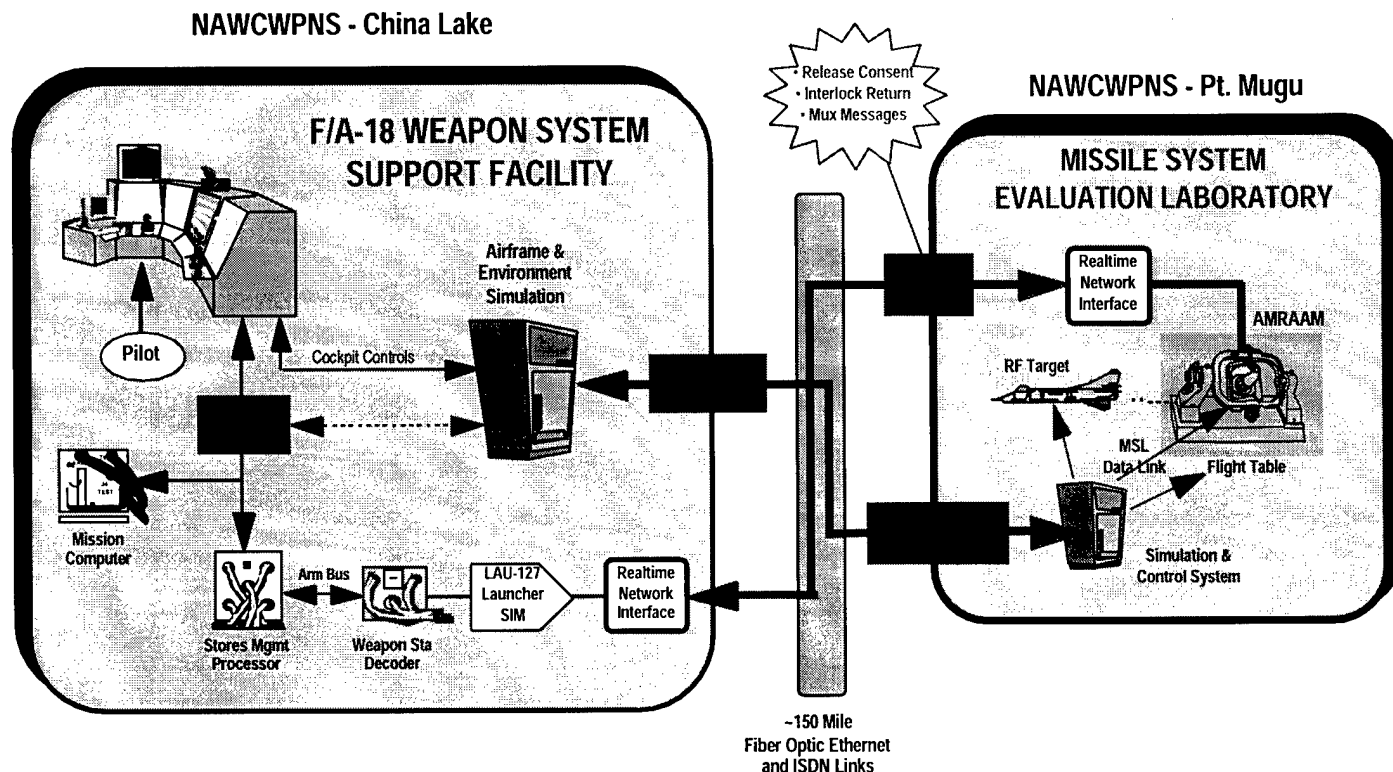 NAWCWPNS - China Lake
F/A-18 WEAPON SYSTEM
SUPPORT FACILITY
Airframe &
Environment
Simulation
Pilot
Cockpit Controls
Mission
Computer
Arm Bus
Stores Mgmt
Processor
Weapon Sta
Decoder
LAU-127
Launcher
SIM
Realtime
Network
Interface
• Release Consent
• Interlock Return
• Mux Messages
~150 Mile
Fiber Optic Ethernet
and ISDN Links
NAWCWPNS - Pt. Mugu
MISSILE SYSTEM
EVALUATION LABORATORY
Realtime
Network
Interface
AMRAAM
RF Target
MSL
Data Link
Flight Table
Simulation &
Control System